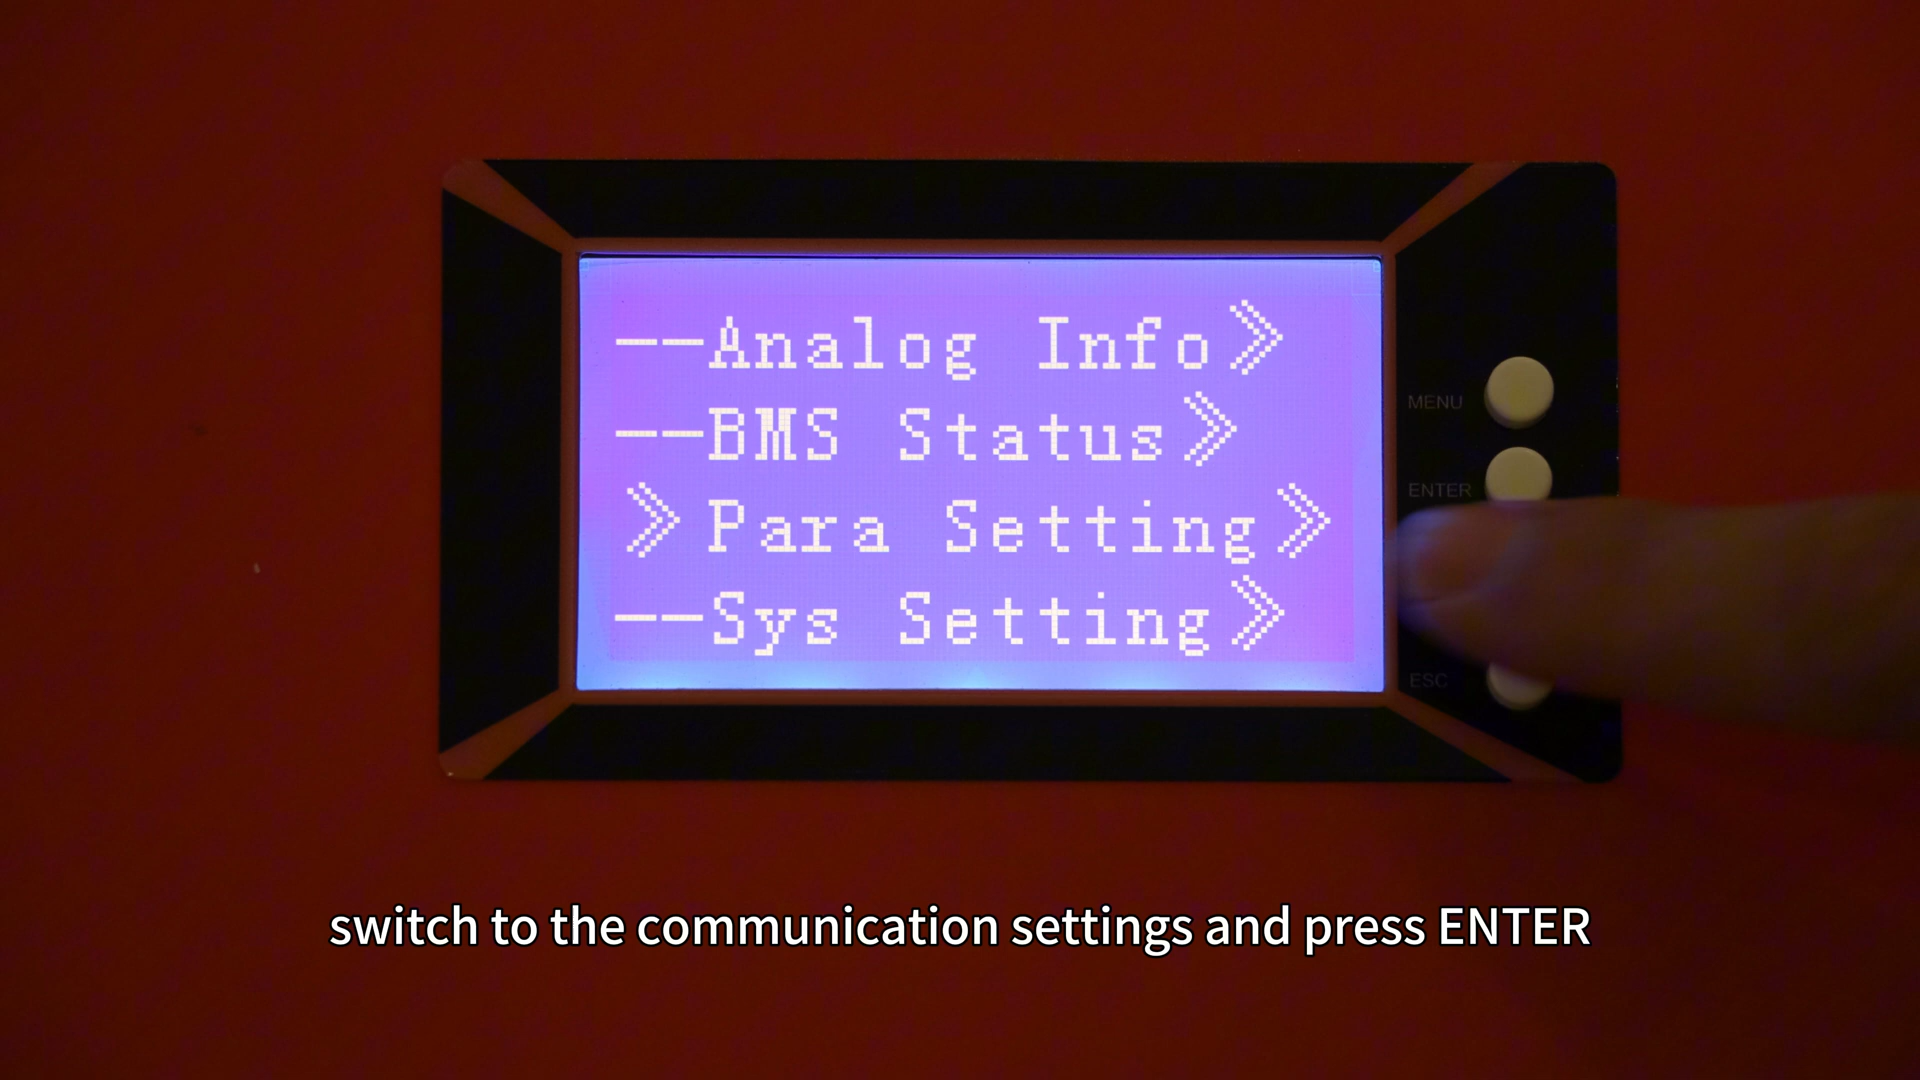 ——Analog Info»
——BMS Status»
» Para Setting»
——Sys Setting»
MENU
ENTER
ESC
switch to the communication settings and press ENTER